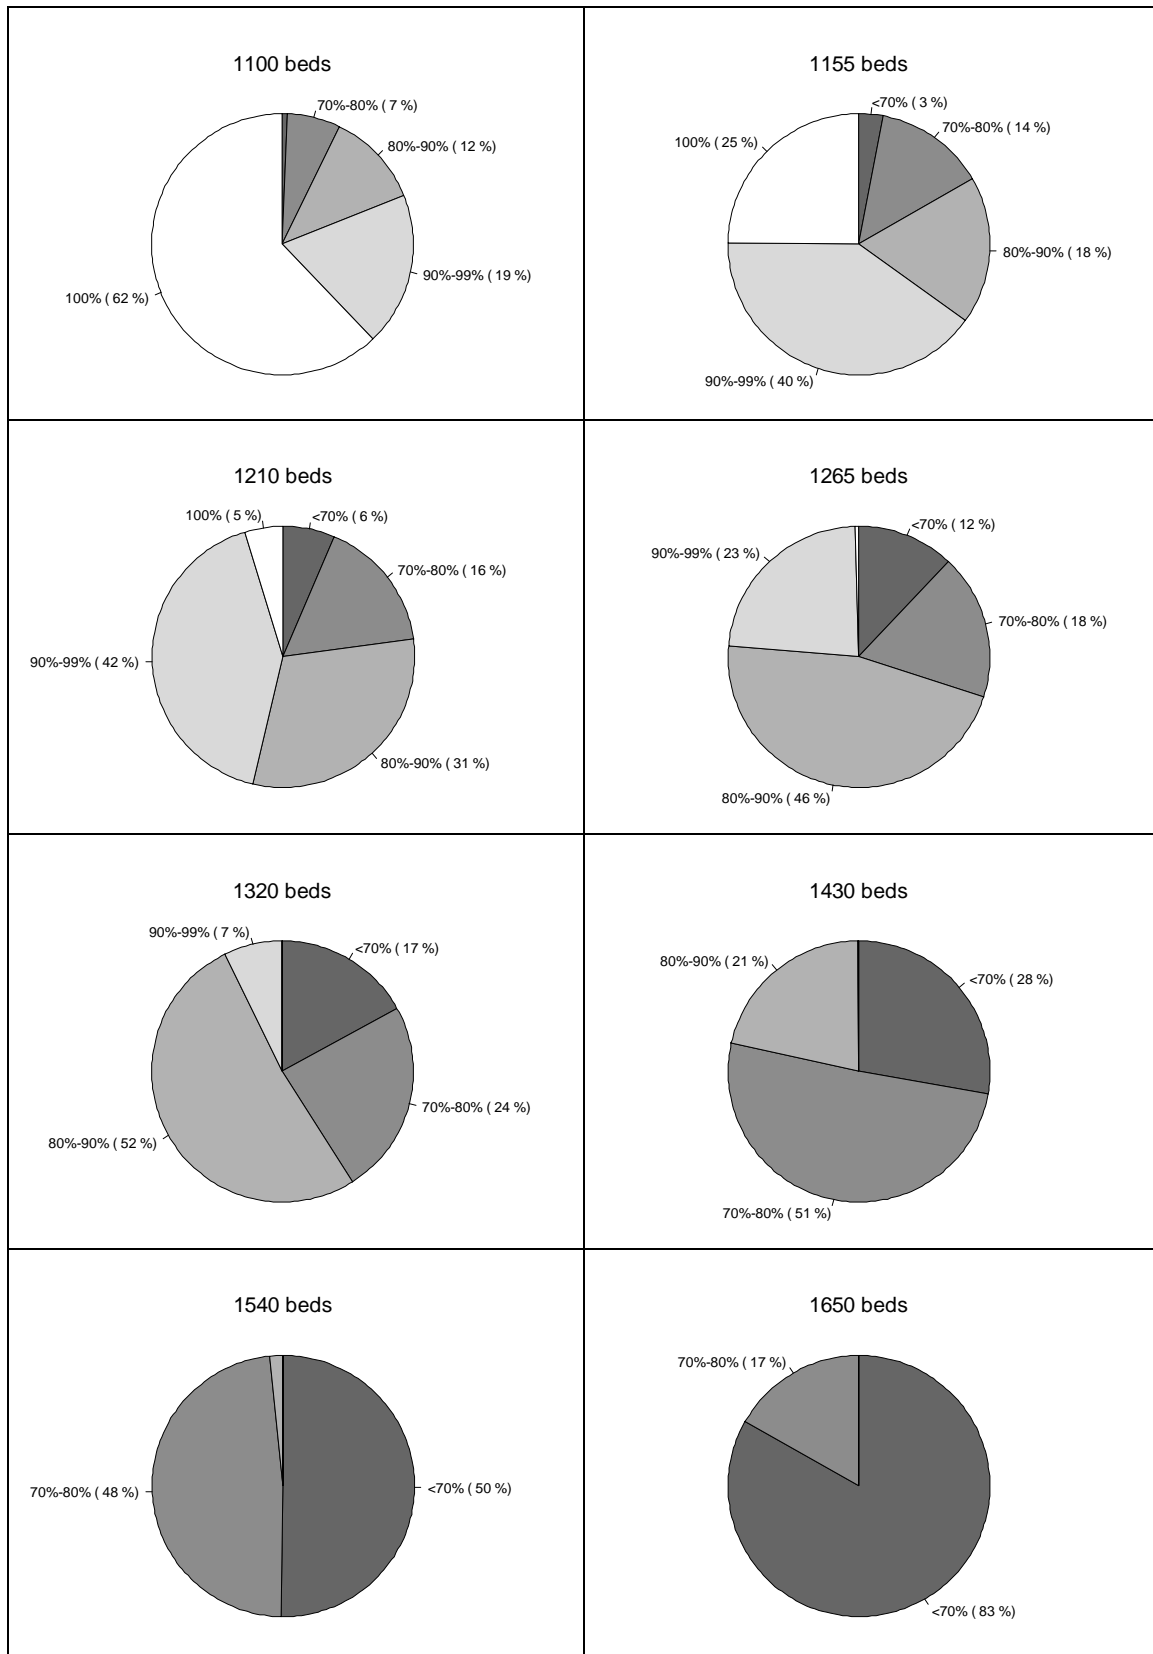 1100 beds
70%-80% ( 7 %)
80%-90% ( 12 %)
90%-99% ( 19 %)
100% ( 62 %)
1155 beds
<70% ( 3 %)
70%-80% ( 14 %)
100% ( 25 %)
80%-90% ( 18 %)
90%-99% ( 40 %)
1210 beds
100% ( 5 %)
<70% ( 6 %)
70%-80% ( 16 %)
90%-99% ( 42 %)
80%-90% ( 31 %)
1265 beds
<70% ( 12 %)
90%-99% ( 23 %)
70%-80% ( 18 %)
80%-90% ( 46 %)
1320 beds
90%-99% ( 7 %)
<70% ( 17 %)
70%-80% ( 24 %)
80%-90% ( 52 %)
1430 beds
80%-90% ( 21 %)
<70% ( 28 %)
70%-80% ( 51 %)
1540 beds
70%-80% ( 48 %)
<70% ( 50 %)
1650 beds
70%-80% ( 17 %)
<70% ( 83 %)